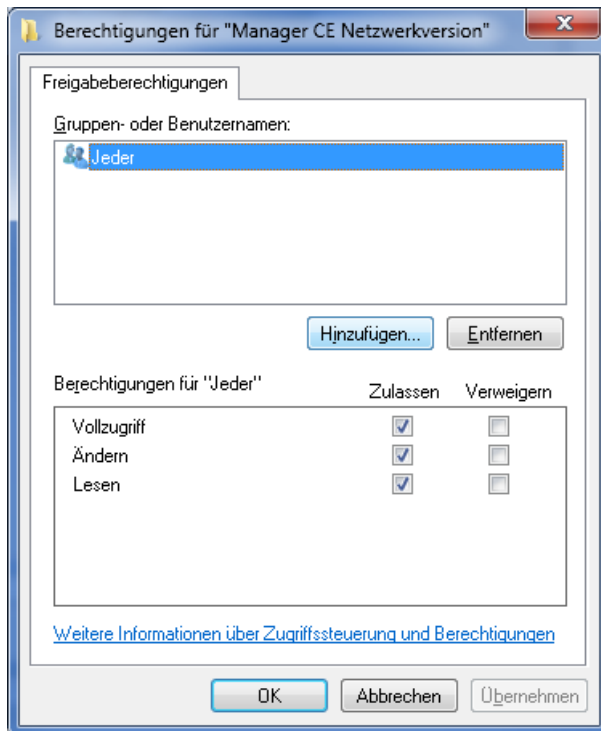 Berechtigungen für "Manager CE Netzwerkversion"
Freigabeberechtigungen
Gruppen- oder Benutzernamen:
Jeder
Hinzufügen... Entfernen
Berechtigungen für "Jeder" Zulassen Verweigern
Vollzugriff
Ändern
Lesen
Weitere Informationen über Zugriffssteuerung und Berechtigungen
OK Abbrechen Übernehmen